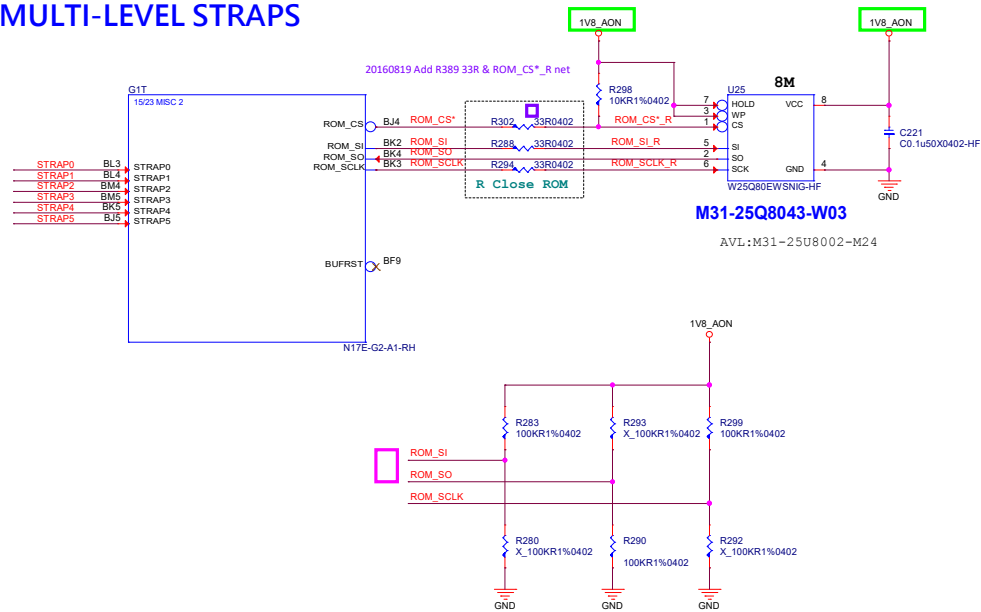 MULTI-LEVEL STRAPS
1V8_AON
1V8_AON
20160819 Add R389 33R & ROM_CS*_R net
G1T
15/23 MISC 2
R298
10KR1%0402
8M
U25
7 HOLD VCC 8
3 WP
1 CS
ROM_CS BJ4 ROM_CS* R302 33R0402 ROM_CS*_R
ROM_SI BK2 ROM_SI R288 33R0402 ROM_SI_R 5 SI
ROM_SO BK4 ROM_SO 2 SO
ROM_SCLK BK3 ROM_SCLK R294 33R0402 ROM_SCLK_R 6 SCK GND 4
C221
C0.1u50X0402-HF
GND
R Close ROM
W25Q80EWSNIG-HF
M31-25Q8043-W03
AVL:M31-25U8002-M24
STRAP0 BL3 STRAP0
STRAP1 BL4 STRAP1
STRAP2 BM4 STRAP2
STRAP3 BM5 STRAP3
STRAP4 BK5 STRAP4
STRAP5 BJ5 STRAP5
BUFRST BF9
N17E-G2-A1-RH
1V8_AON
R283
100KR1%0402
R293
X_100KR1%0402
R299
100KR1%0402
ROM_SI
ROM_SO
ROM_SCLK
R280
X_100KR1%0402
R290
100KR1%0402
R292
X_100KR1%0402
GND
GND
GND